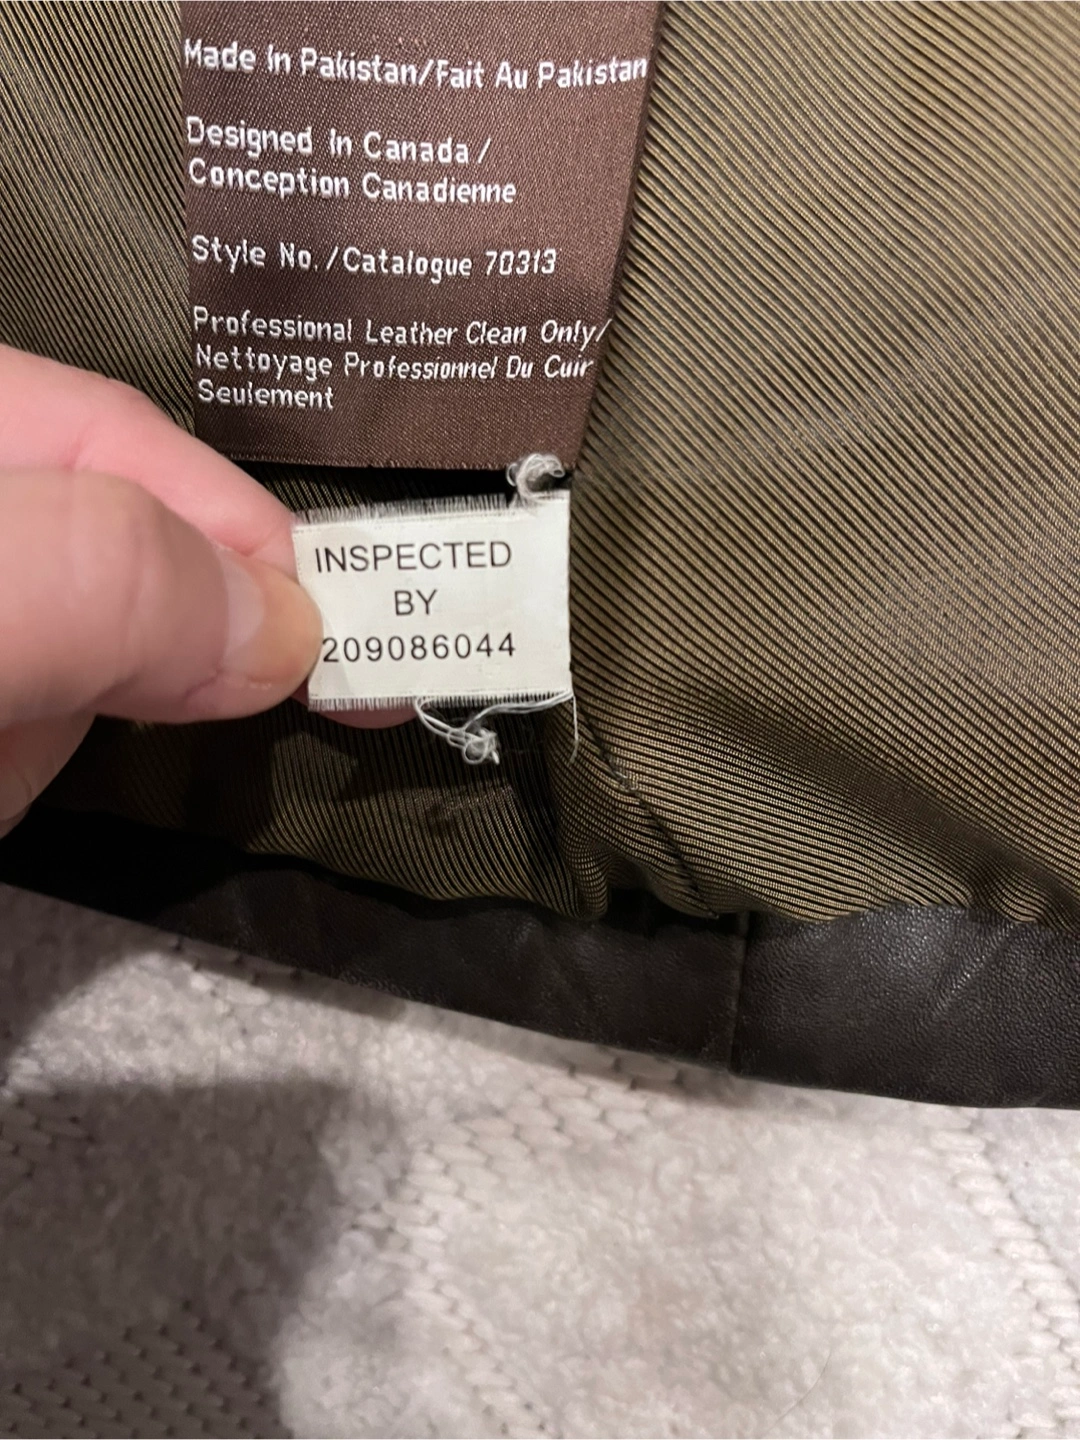 Made In Pakistan/Fait Au Pakistan
Designed In Canada/
Conception Canadienne
Style No./Catalogue 70313
Professional Leather Clean Only/
Nettoyage Professionnel Du Cuir
Seulement
INSPECTED
BY
209086044